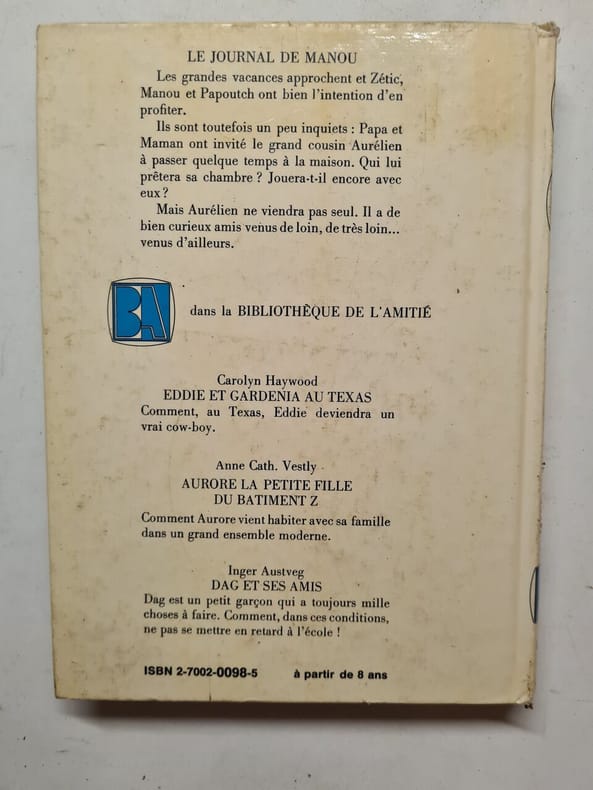 LE JOURNAL DE MANOU
Les grandes vacances approchent et Zétic,
Manou et Papoutch ont bien l'intention d'en
profiter.
Ils sont toutefois un peu inquiets : Papa et
Maman ont invité le grand cousin Aurélien
à passer quelque temps à la maison. Qui lui
prêtera sa chambre ? Jouera-t-il encore avec
eux ?
Mais Aurélien ne viendra pas seul. Il a de
bien curieux amis venus de loin, de très loin...
venus d'ailleurs.
BA
dans la BIBLIOTHÈQUE DE L'AMITIÉ
Carolyn Haywood
EDDIE ET GARDENIA AU TEXAS
Comment, au Texas, Eddie deviendra un
vrai cow-boy.
Anne Cath. Vestly
AURORE LA PETITE FILLE
DU BATIMENT Z
Comment Aurore vient habiter avec sa famille
dans un grand ensemble moderne.
Inger Austveg
DAG ET SES AMIS
Dag est un petit garçon qui a toujours mille
choses à faire. Comment, dans ces conditions,
ne pas se mettre en retard à l'école !
ISBN 2-7002-0098-5 à partir de 8 ans